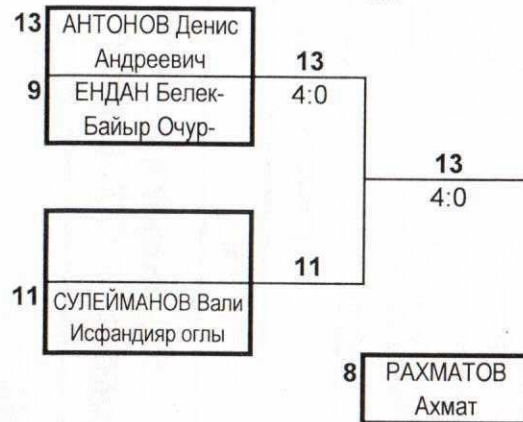 13 АНТОНОВ Денис
Андреевич
13
9 ЕНДАН Белек-
4:0
Байыр Очур-
13
4:0
11
11 СУЛЕЙМАНОВ Вали
Исфандияр оглы
8 РАХМАТОВ
Ахмат